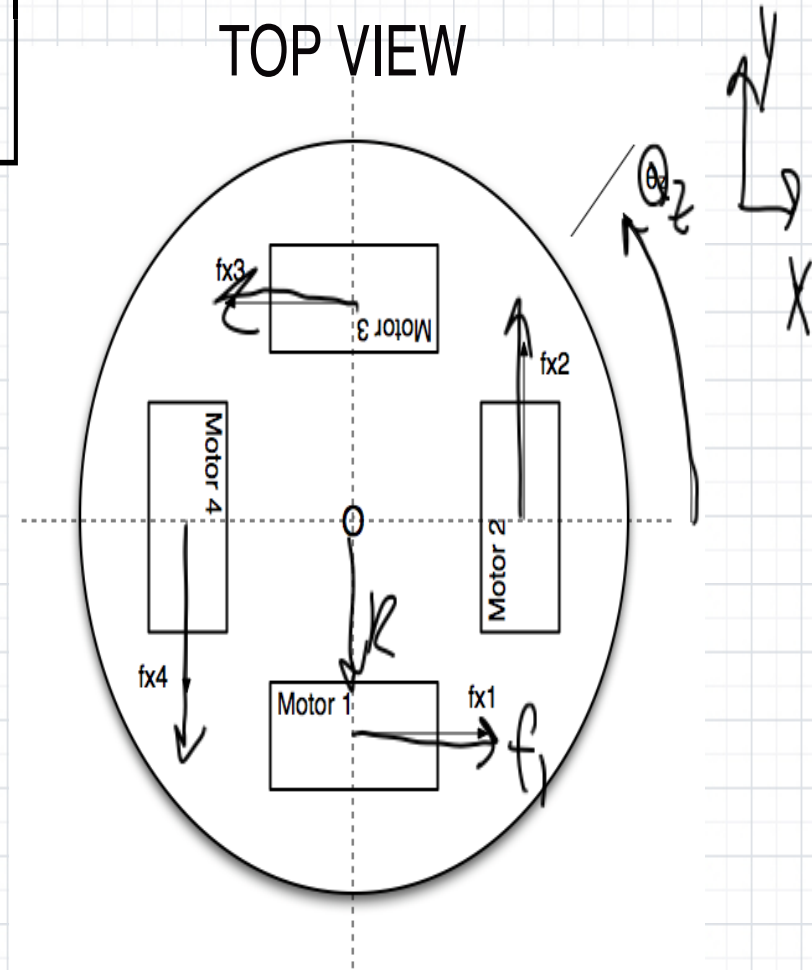 TOP VIEW
Y
θz
X
fx3
Motor 3
fx2
Motor 4
O
Motor 2
R
fx4
Motor 1
fx1
f1